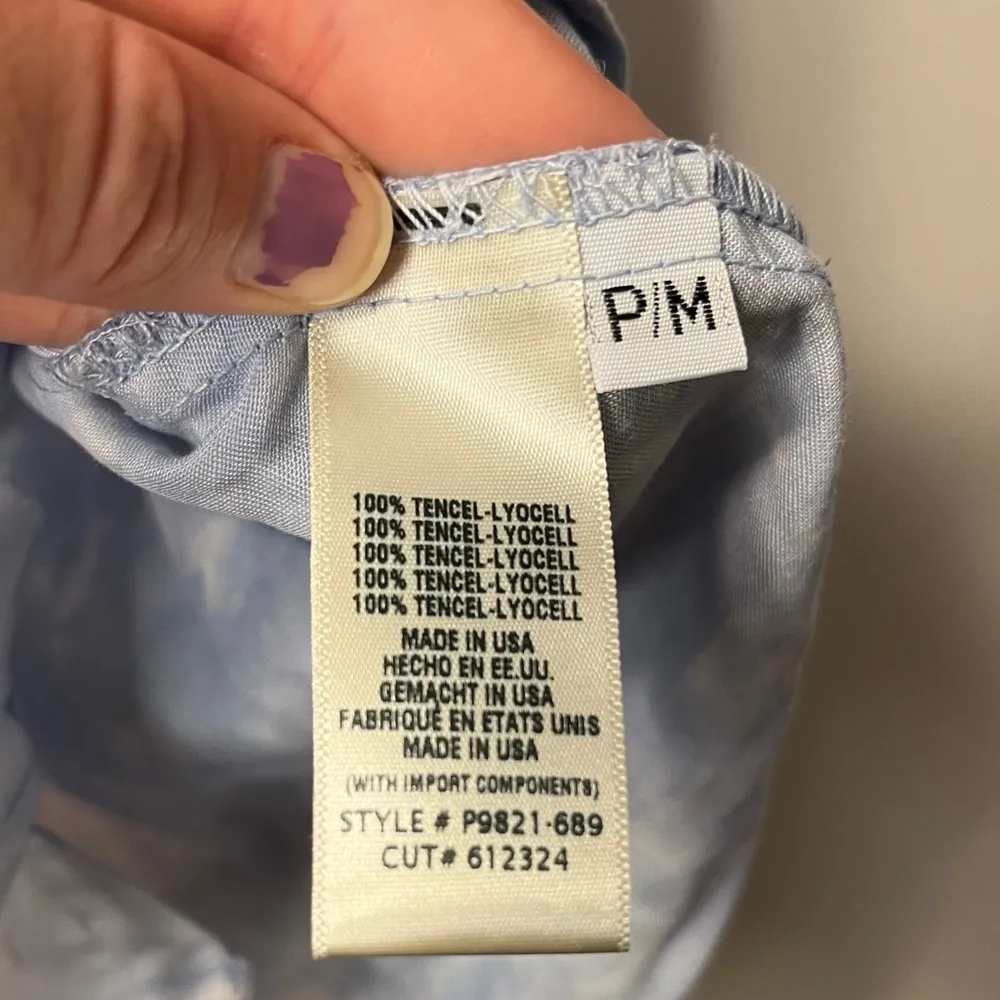 P/M
100% TENCEL-LYOCELL
100% TENCEL-LYOCELL
100% TENCEL-LYOCELL
100% TENCEL-LYOCELL
100% TENCEL-LYOCELL
MADE IN USA
HECHO EN EE.UU.
GEMACHT IN USA
FABRIQUE EN ETATS UNIS
MADE IN USA
(WITH IMPORT COMPONENTS)
STYLE # P9821-689
CUT# 612324